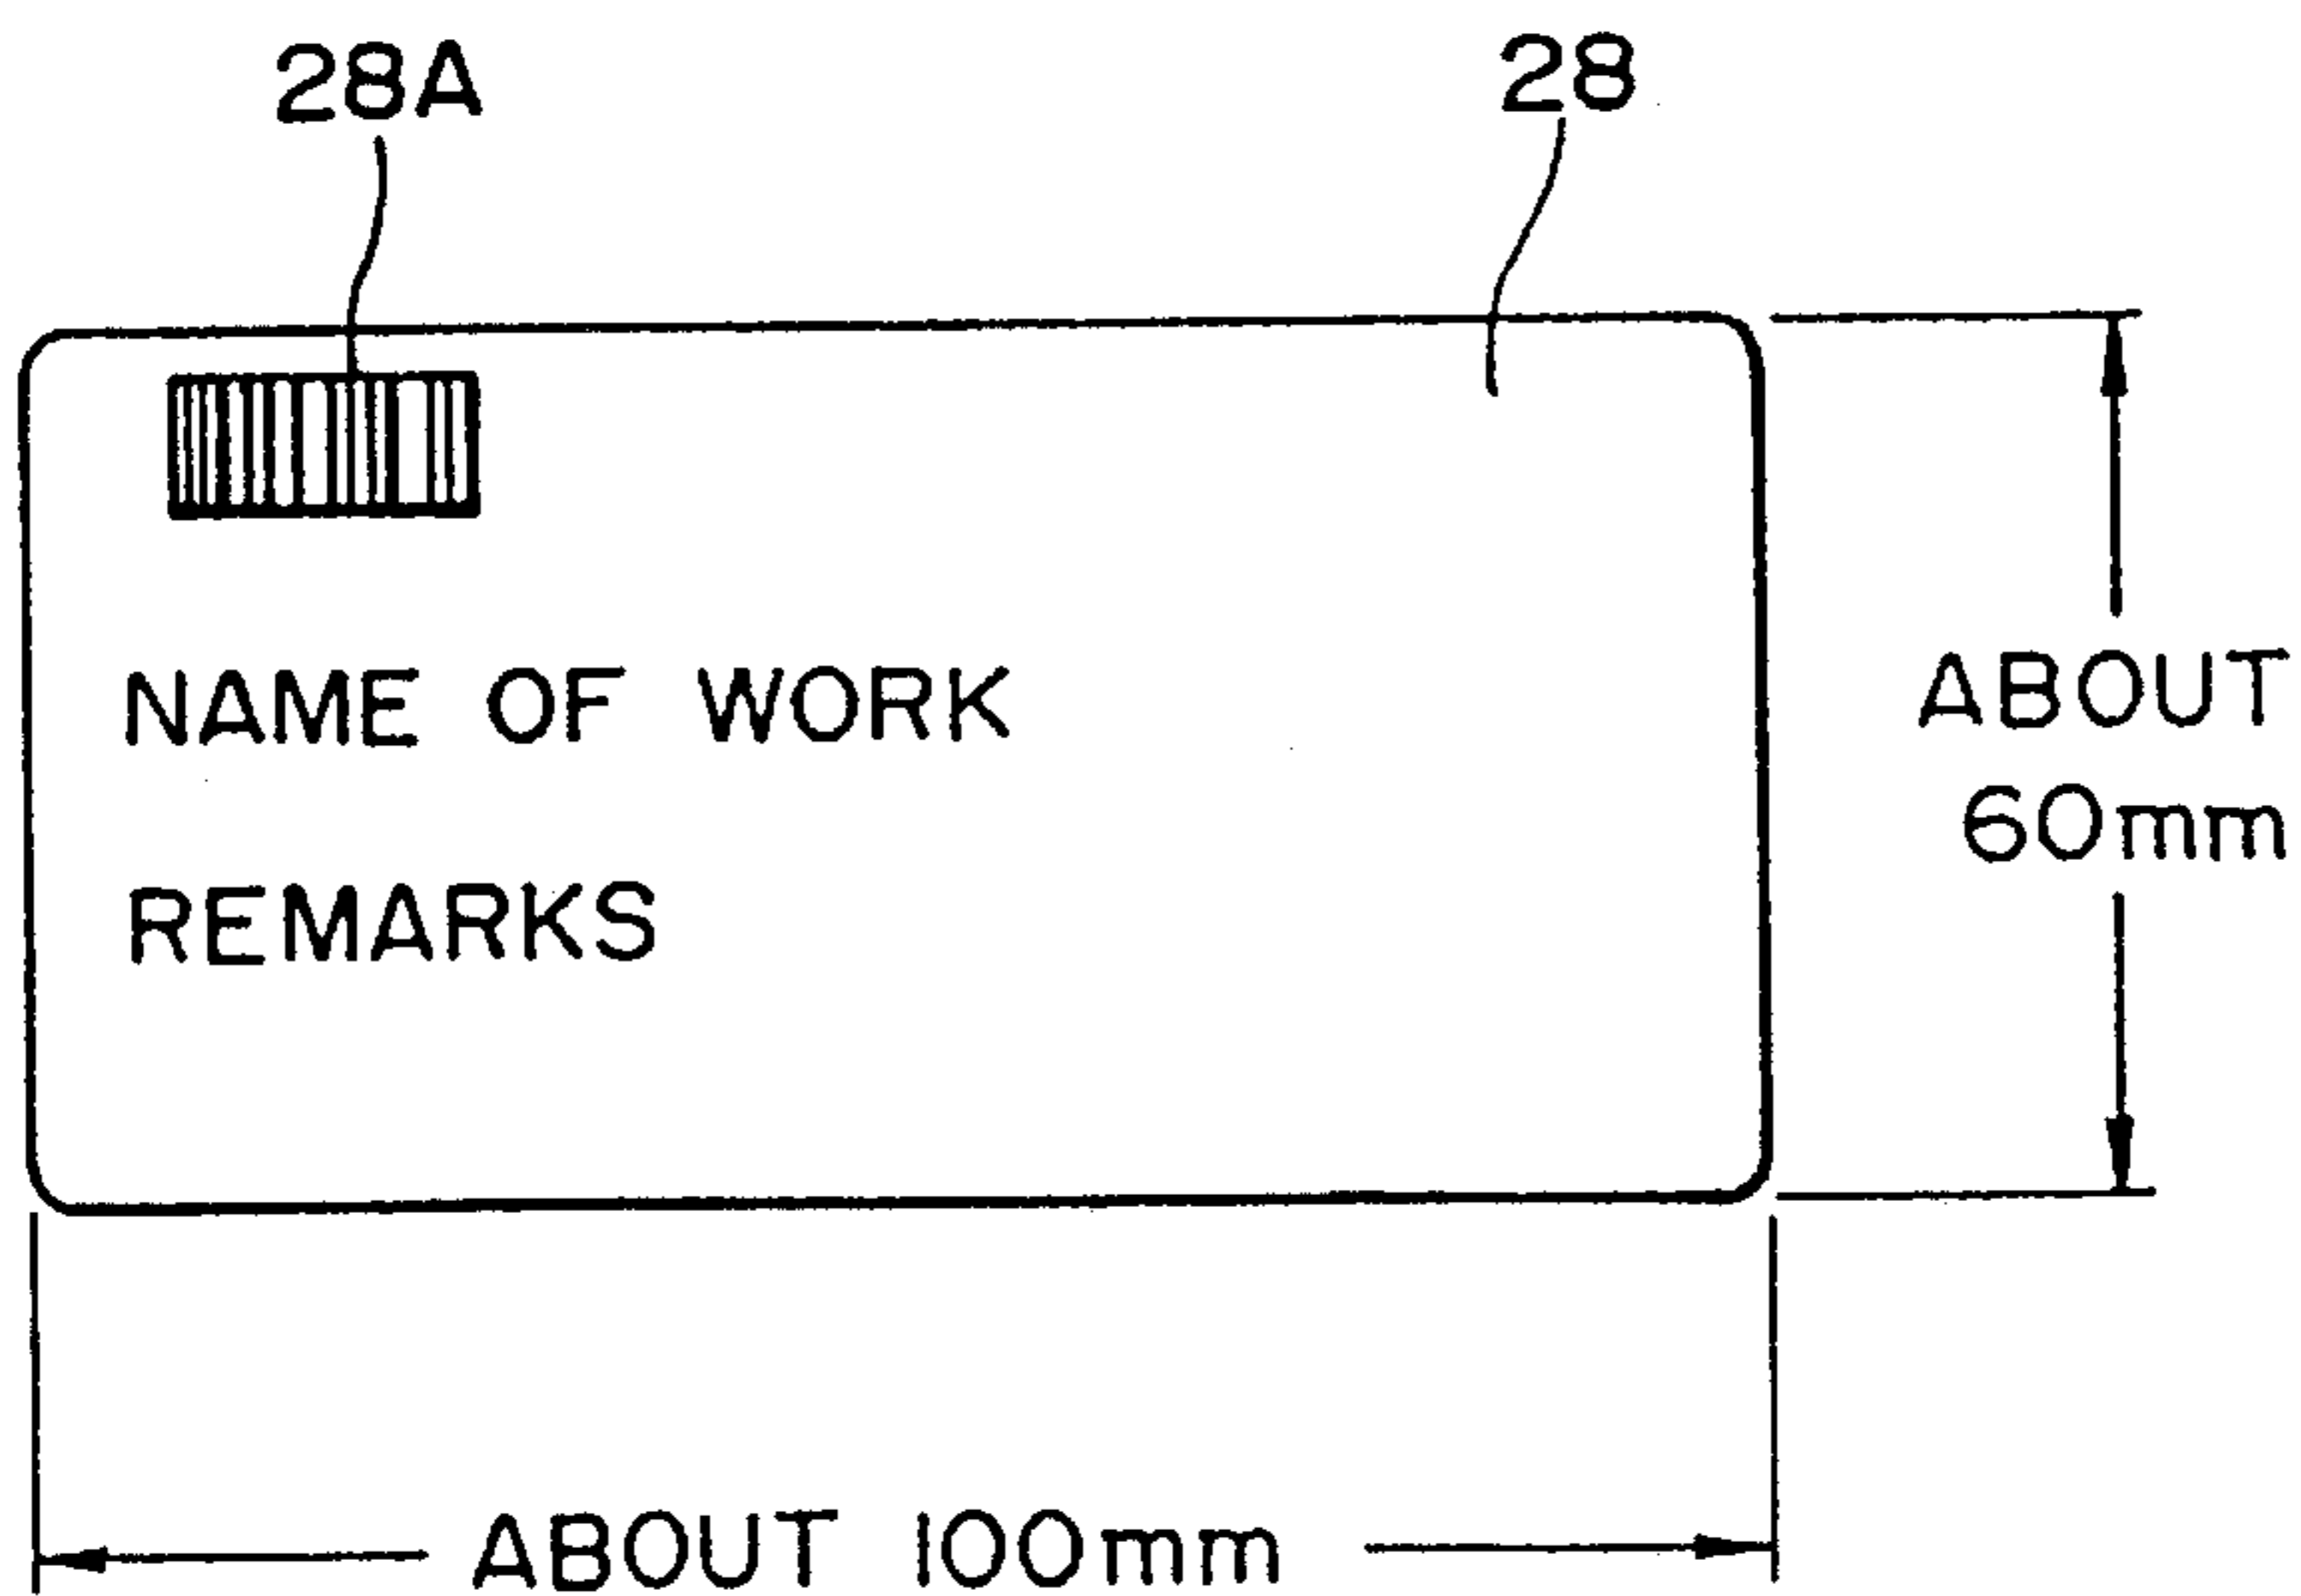 28A 28
NAME OF WORK
REMARKS
ABOUT
60mm
ABOUT 100mm